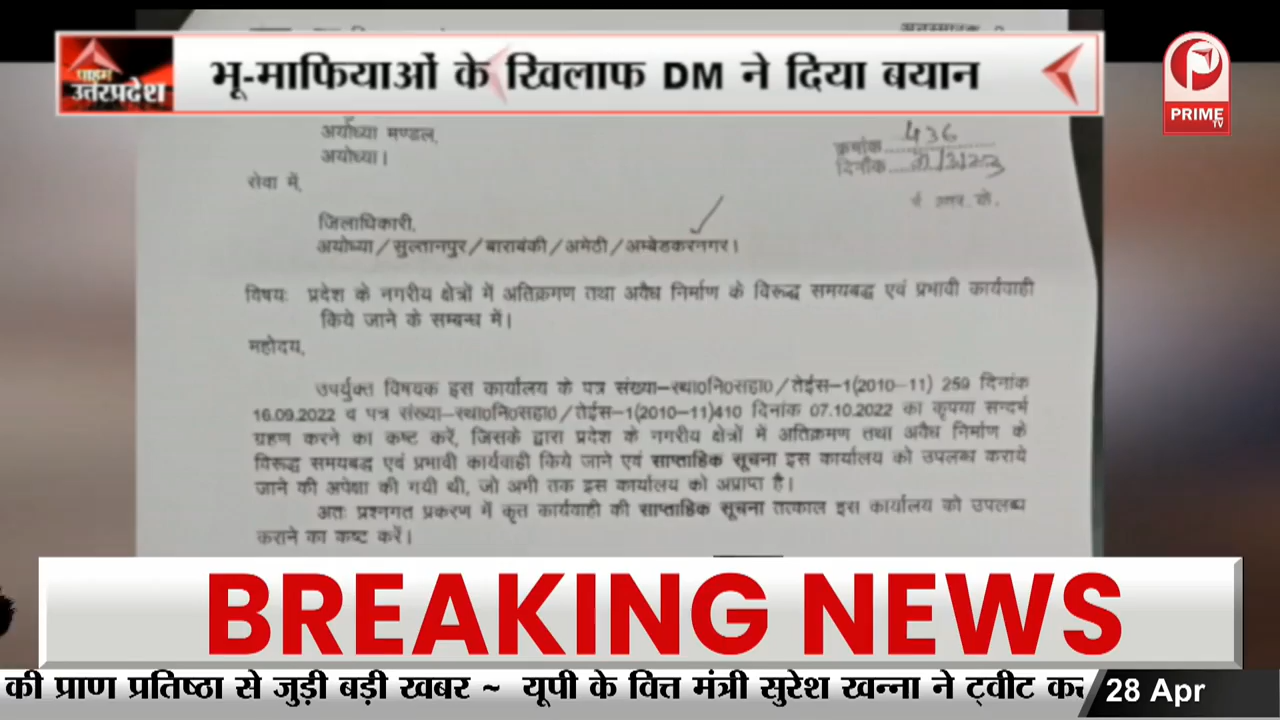 प्राइम
उत्तरप्रदेश
भू-माफियाओं के खिलाफ DM ने दिया बयान
PRIME
TV
अयोध्या मण्डल,
अयोध्या।
क्रमांक 436
दिनांक
सेवा में,
जिलाधिकारी,
अयोध्या/सुल्तानपुर/बाराबंकी/अमेठी/अम्बेडकरनगर।
विषयः प्रदेश के नगरीय क्षेत्रों में अतिक्रमण तथा अवैध निर्माण के विरूद्ध समयबद्ध एवं प्रभावी कार्यवाही
किये जाने के सम्बन्ध में।
महोदय,
उपर्युक्त विषयक इस कार्यालय के पत्र संख्या-स्था0नि0सहा0/तेईस-1(2010-11) 259 दिनांक
16.09.2022 व पत्र संख्या-स्था0नि0सहा0/तेईस-1(2010-11)410 दिनांक 07.10.2022 का कृपया सन्दर्भ
ग्रहण करने का कष्ट करें, जिसके द्वारा प्रदेश के नगरीय क्षेत्रों में अतिक्रमण तथा अवैध निर्माण के
विरूद्ध समयबद्ध एवं प्रभावी कार्यवाही किये जाने एवं साप्ताहिक सूचना इस कार्यालय को उपलब्ध कराये
जाने की अपेक्षा की गयी थी, जो अभी तक इस कार्यालय को अप्राप्त है।
अतः प्रश्नगत प्रकरण में कृत कार्यवाही की साप्ताहिक सूचना तत्काल इस कार्यालय को उपलब्ध
कराने का कष्ट करें।
BREAKING NEWS
की प्राण प्रतिष्ठा से जुड़ी बड़ी खबर ~ यूपी के वित्त मंत्री सुरेश खन्ना ने ट्वीट कर
28 Apr